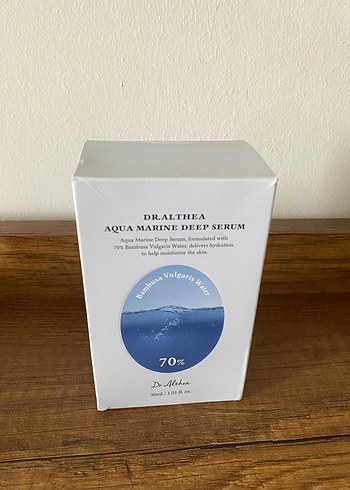 DR.ALTHEA
AQUA MARINE DEEP SERUM
Aqua Marine Deep Serum, formulated with
70% Bambusa Vulgaris Water, delivers hydration
to help moisturise the skin.
Bambusa Vulgaris Water
70%
Dr.Althea
30ml / 1.01 fl. oz.